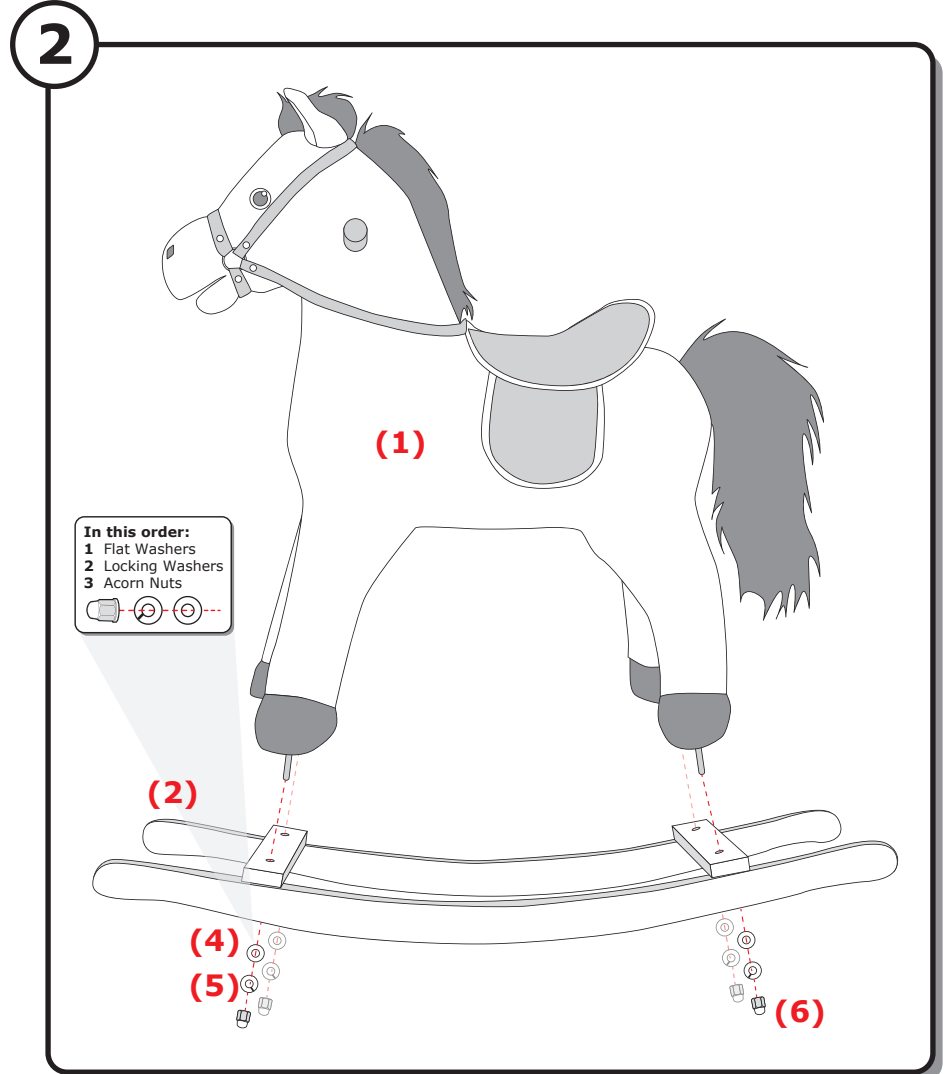 2
(1)
In this order:
1 Flat Washers
2 Locking Washers
3 Acorn Nuts
(2)
(4)
(5)
(6)